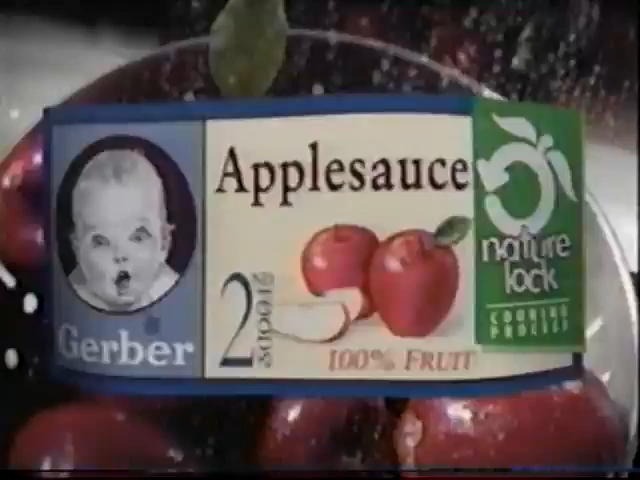 Applesauce
Gerber
2
FOODS
100% FRUIT
nature
lock
COOKING
PROCESS